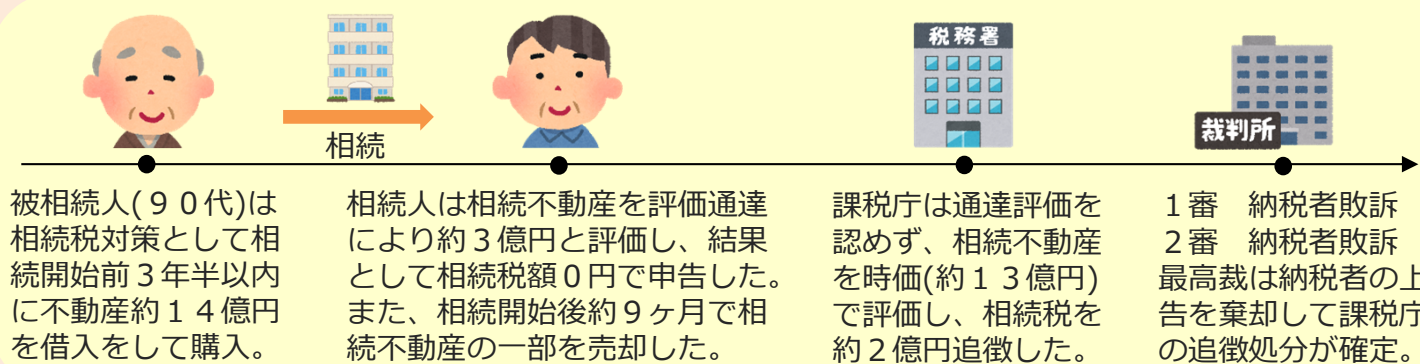 税務署
裁判所
相続
被相続人(９０代)は
相続税対策として相
続開始前３年半以内
に不動産約１４億円
を借入をして購入。
相続人は相続不動産を評価通達
により約３億円と評価し、結果
として相続税額０円で申告した。
また、相続開始後約９ヶ月で相
続不動産の一部を売却した。
課税庁は通達評価を
認めず、相続不動産
を時価(約１３億円)
で評価し、相続税を
約２億円追徴した。
１審　納税者敗訴
２審　納税者敗訴
最高裁は納税者の上
告を棄却して課税庁
の追徴処分が確定。